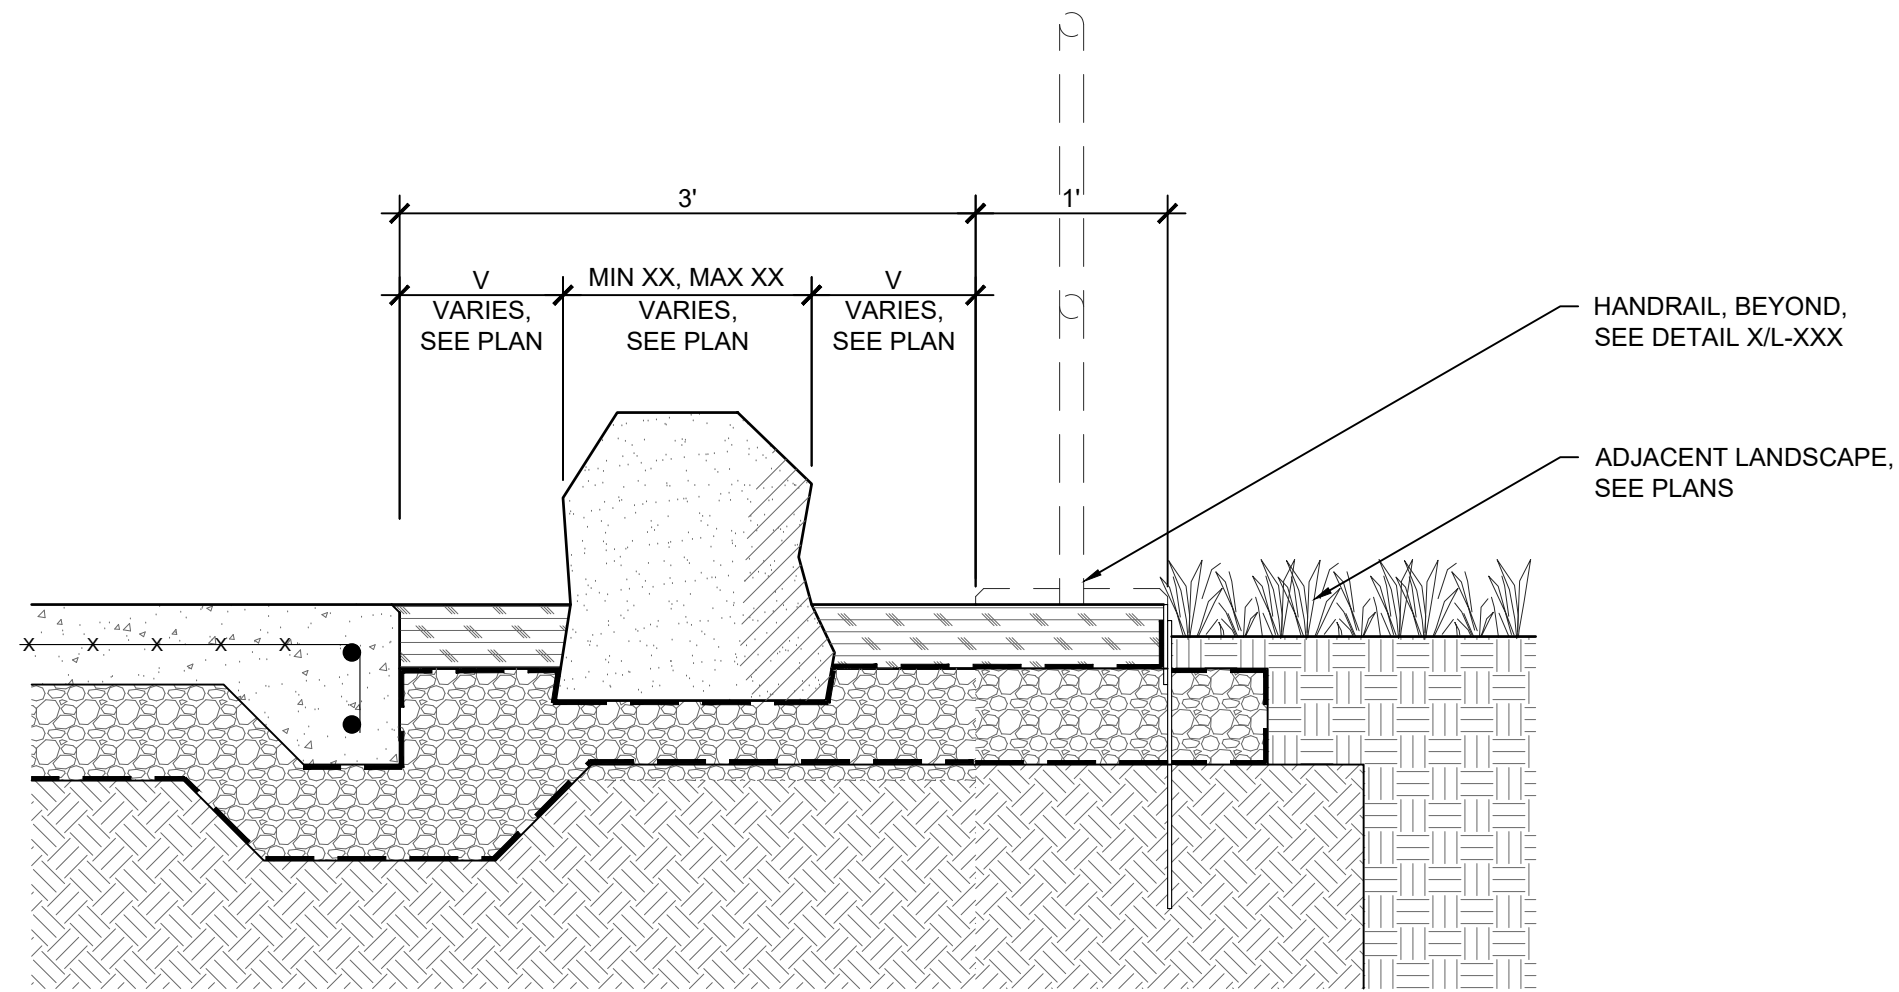 3'
1'
V
VARIES,
SEE PLAN
MIN XX, MAX XX
VARIES,
SEE PLAN
V
VARIES,
SEE PLAN
HANDRAIL, BEYOND,
SEE DETAIL X/L-XXX
ADJACENT LANDSCAPE,
SEE PLANS
X X X X X